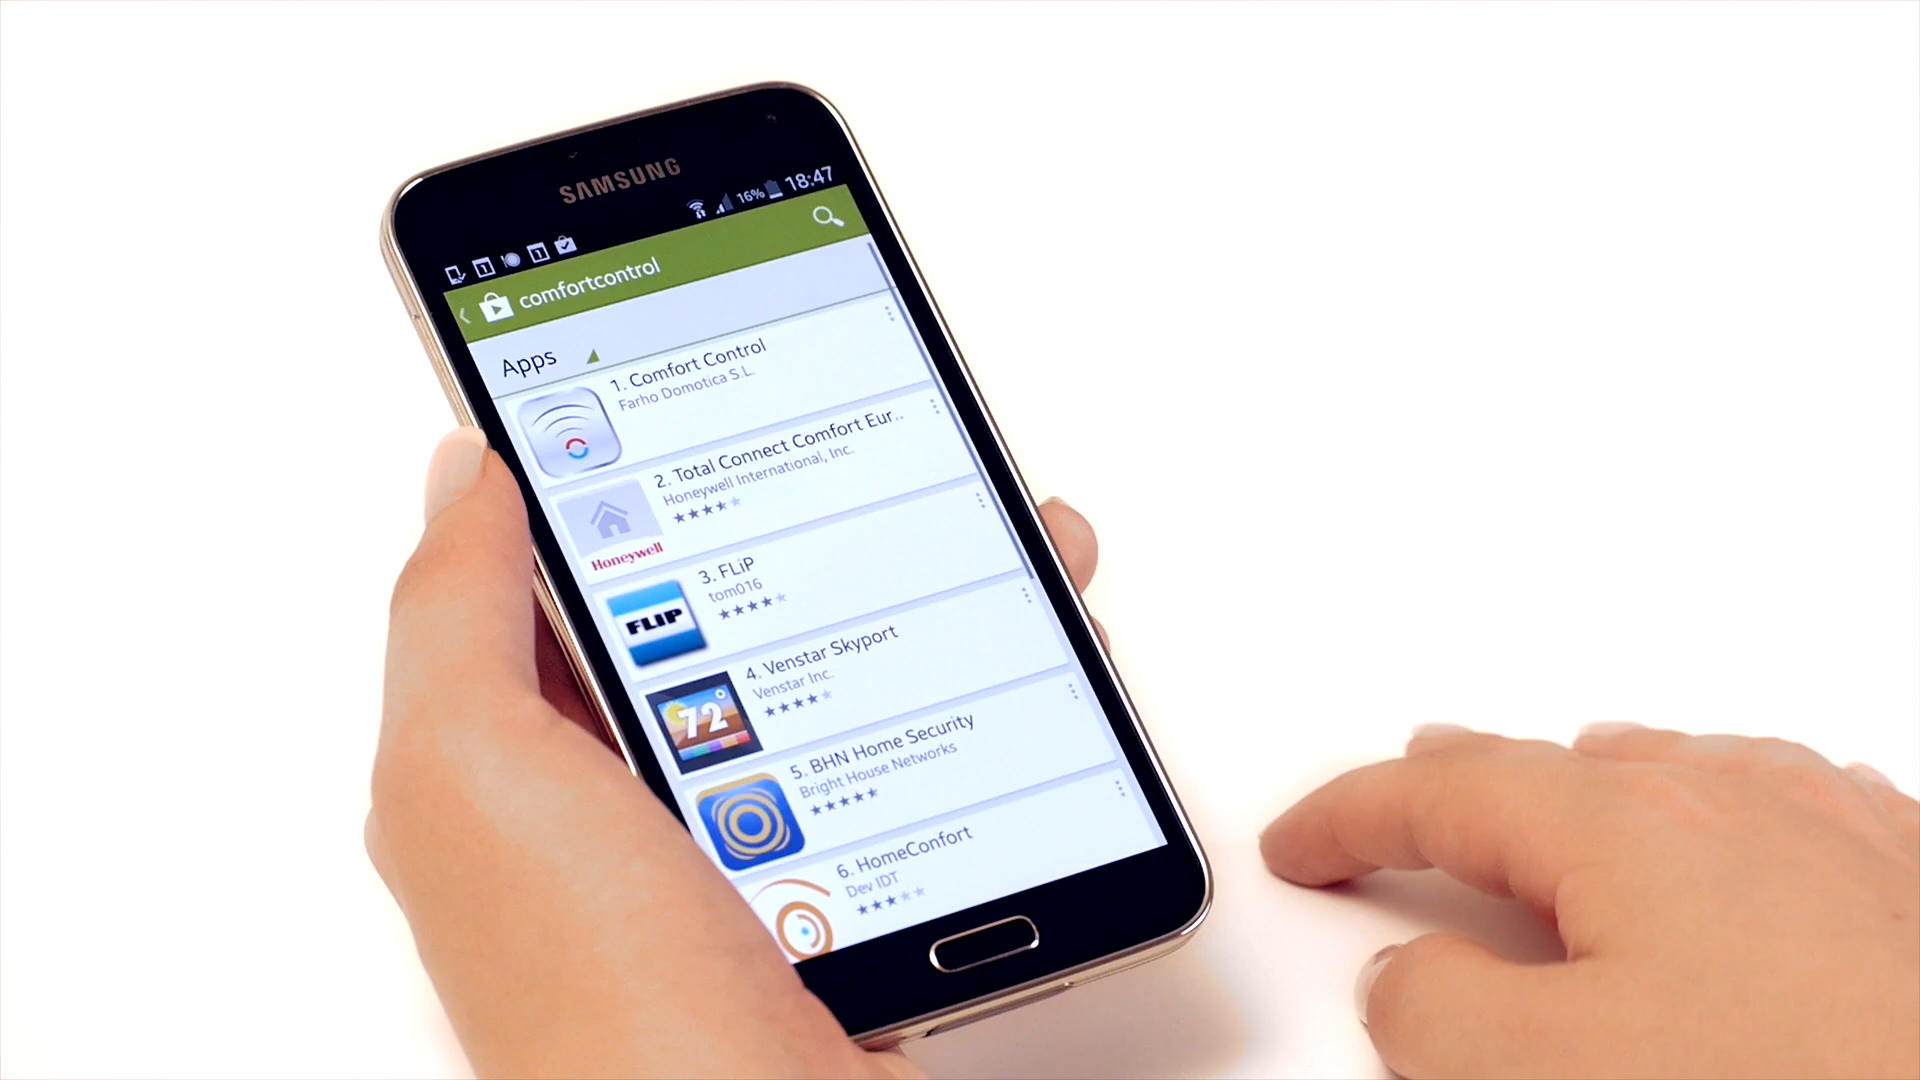 SAMSUNG
16% 18:47
1 1
comfortcontrol
Apps
1. Comfort Control
Farho Domotica S.L.
2. Total Connect Comfort Eur..
Honeywell International, Inc.
Honeywell
3. FLiP
tom016
FLIP
4. Venstar Skyport
Venstar Inc.
72°
5. BHN Home Security
Bright House Networks
6. HomeConfort
Dev IDT